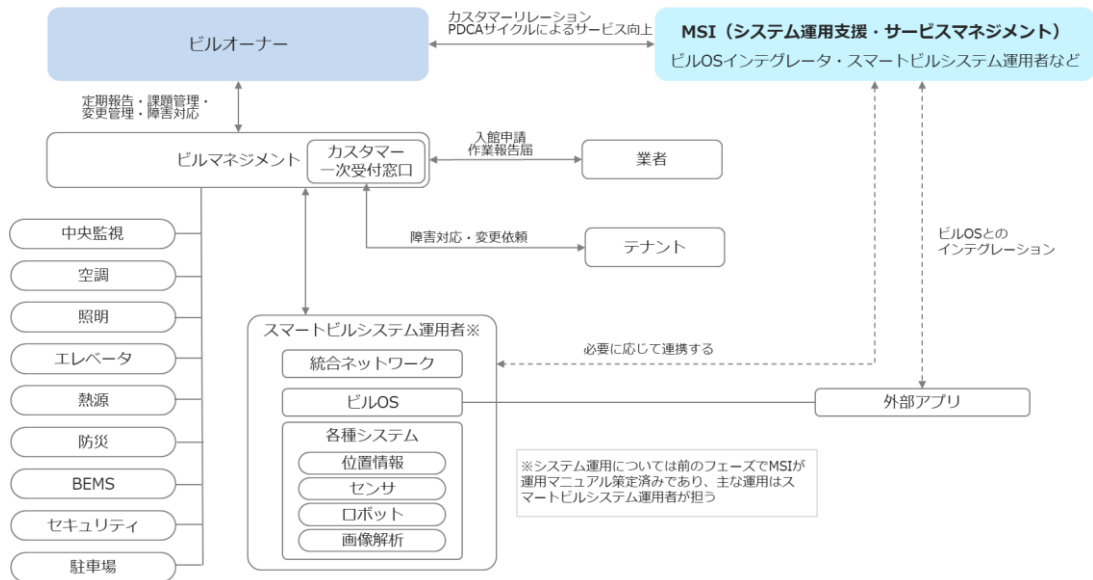 カスタマーリレーション
PDCAサイクルによるサービス向上
ビルオーナー
MSI（システム運用支援・サービスマネジメント）
ビルOSインテグレータ・スマートビルシステム運用者など
定期報告・課題管理・
変更管理・障害対応
ビルマネジメント
カスタマー
一次受付窓口
入館申請
作業報告届
業者
障害対応・変更依頼
テナント
ビルOSとの
インテグレーション
中央監視
空調
照明
エレベータ
熱源
防災
BEMS
セキュリティ
駐車場
スマートビルシステム運用者※
統合ネットワーク
ビルOS
各種システム
位置情報
センサ
ロボット
画像解析
必要に応じて連携する
外部アプリ
※システム運用については前のフェーズでMSIが
運用マニュアル策定済みであり、主な運用はス
マートビルシステム運用者が担う